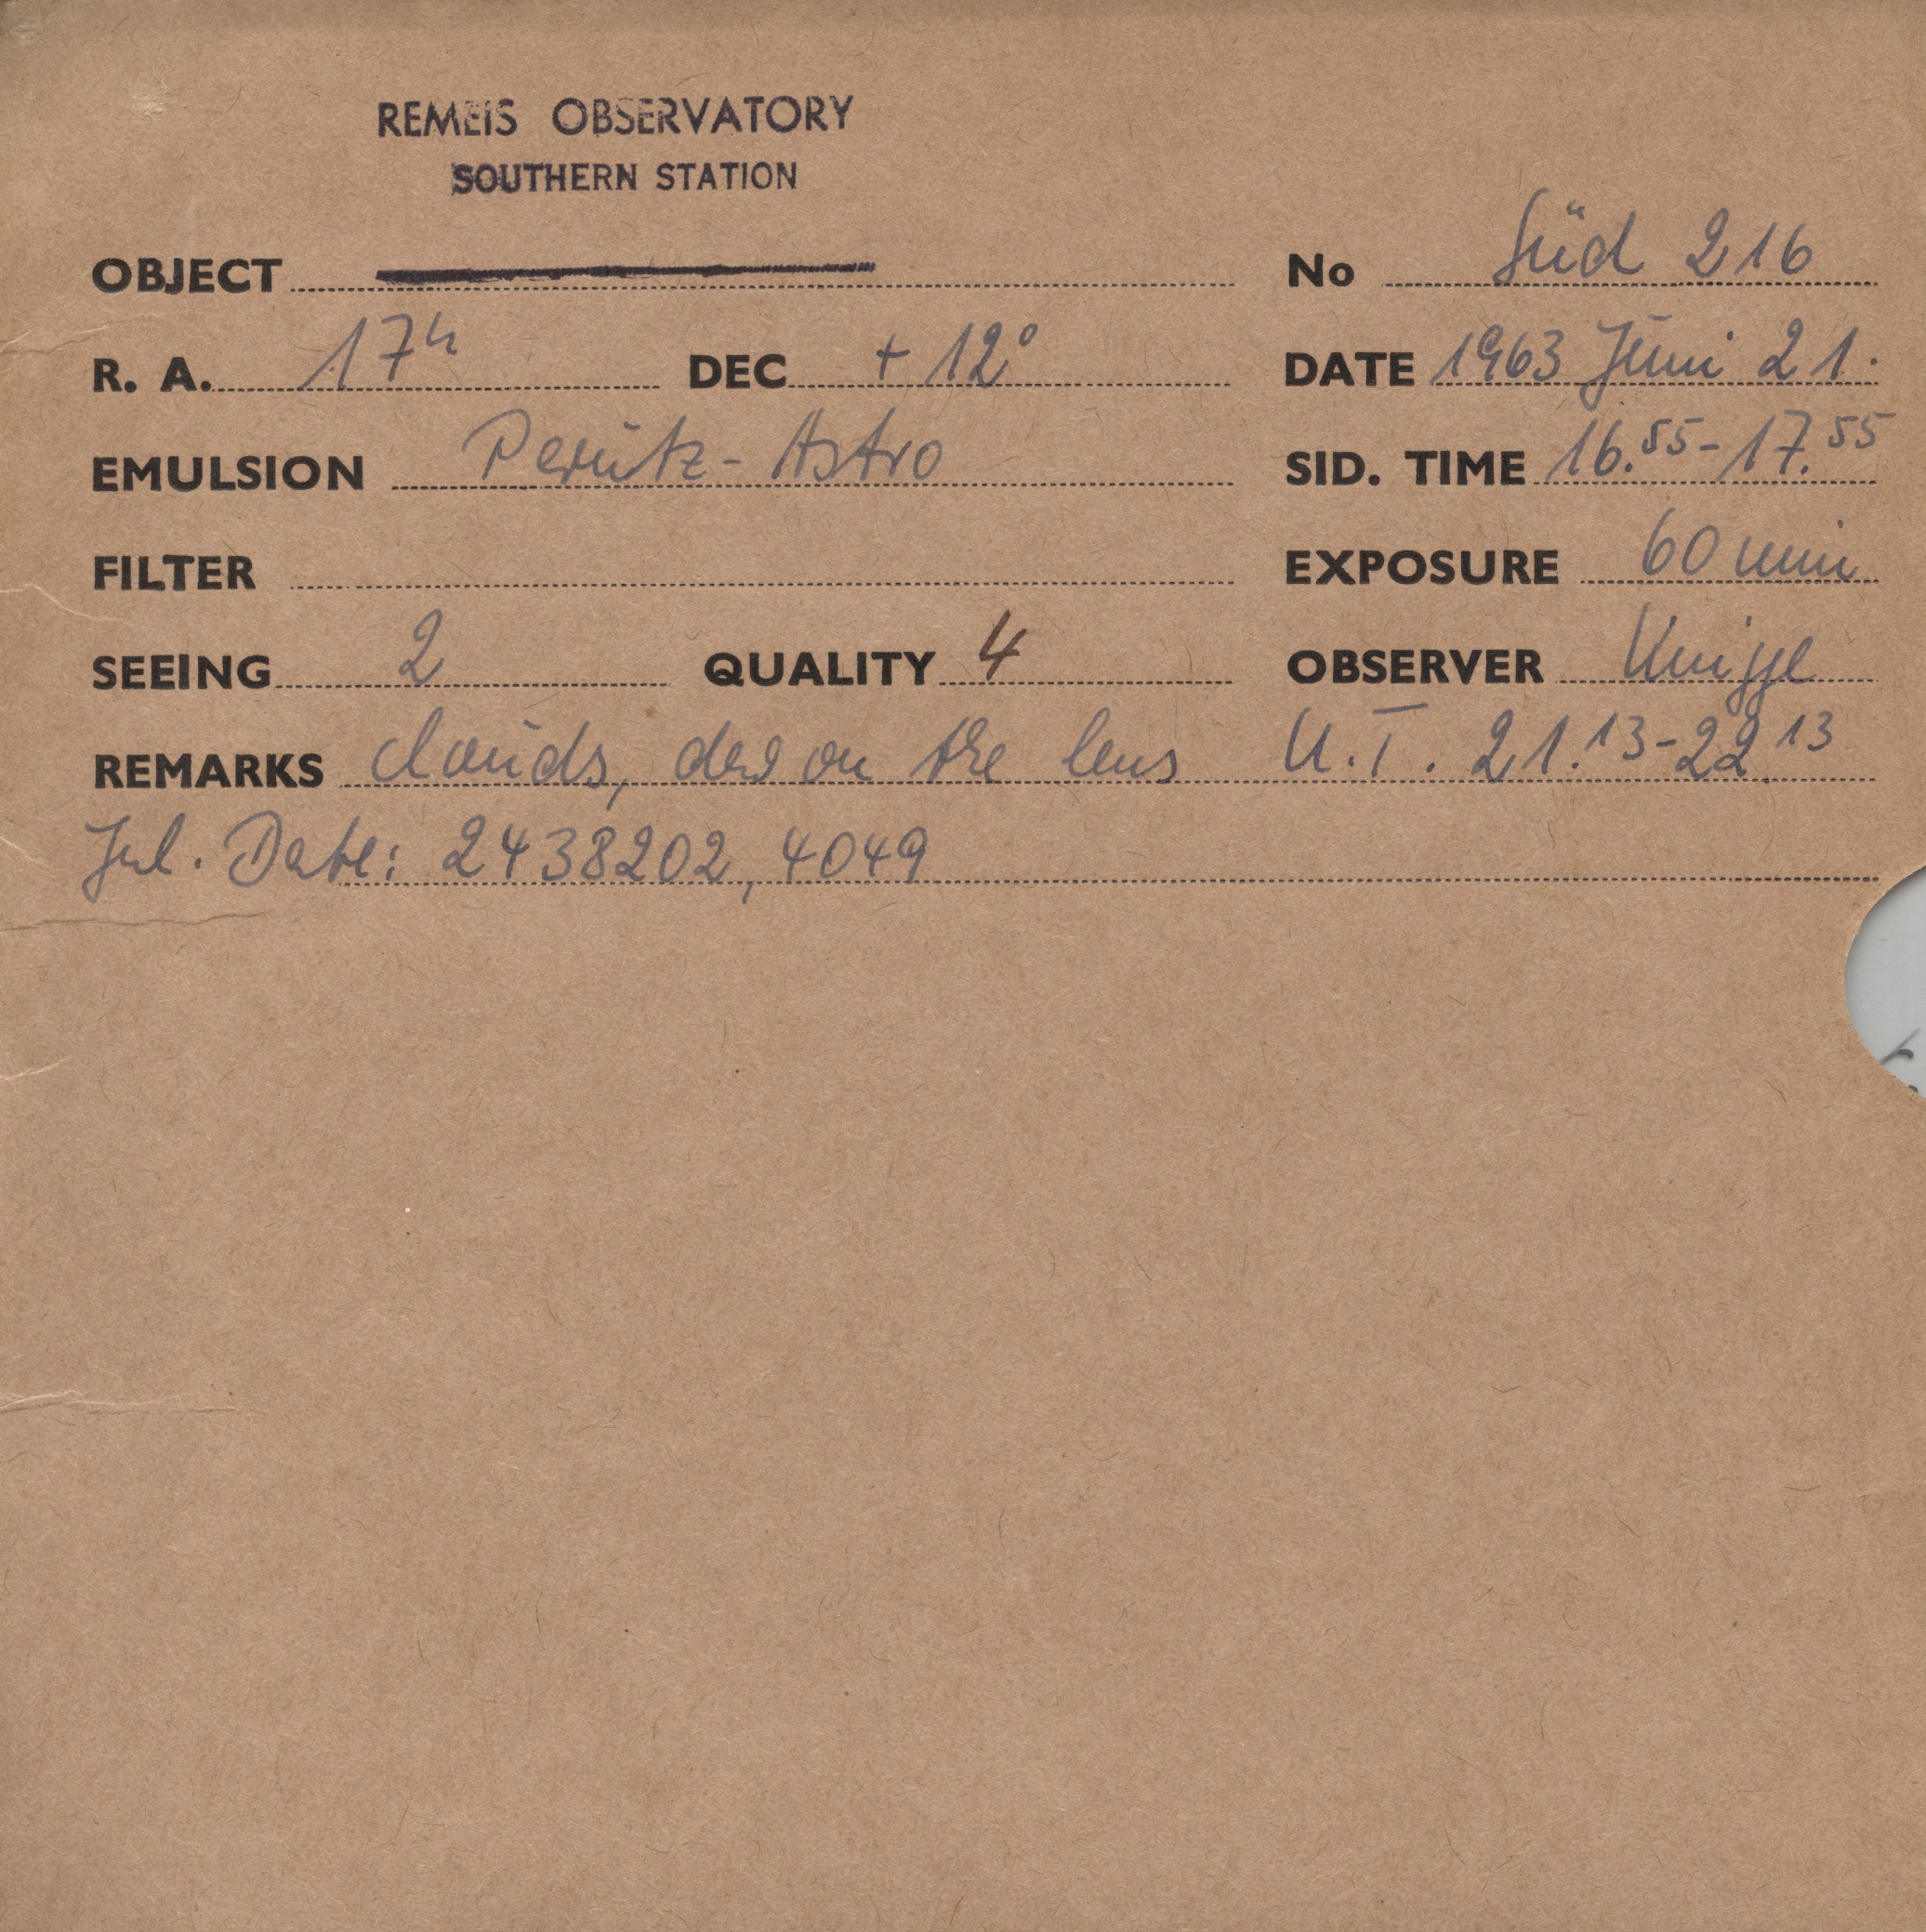 REMEIS OBSERVATORY
SOUTHERN STATION
OBJECT No Süd 216
R. A. 17h DEC + 12° DATE 1963 Juni 21.
EMULSION Perutz-Astro SID. TIME 16.55-17.55
FILTER EXPOSURE 60 min
SEEING 2 QUALITY 4 OBSERVER Knigge
REMARKS clouds, dew on the lens U.T. 21.13-22.13
Jul. Date: 2438202,4049